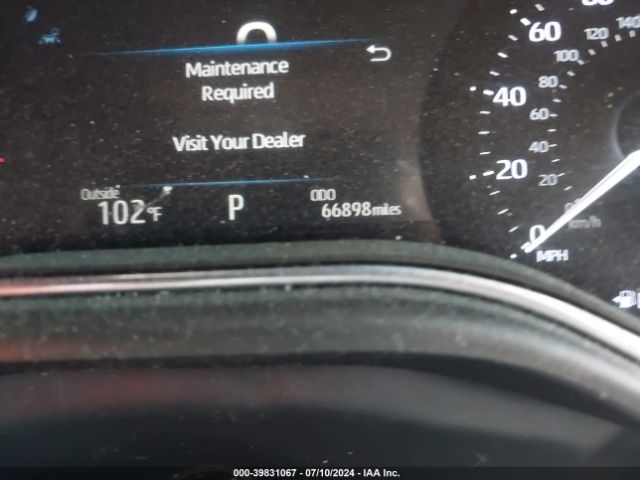 Maintenance
Required
Visit Your Dealer
Outside
102°F
P
ODO
66898 miles
60
40
20
0
MPH
140
120
100
80
60
40
20
km/h
000-39831067 - 07/10/2024 - IAA Inc.